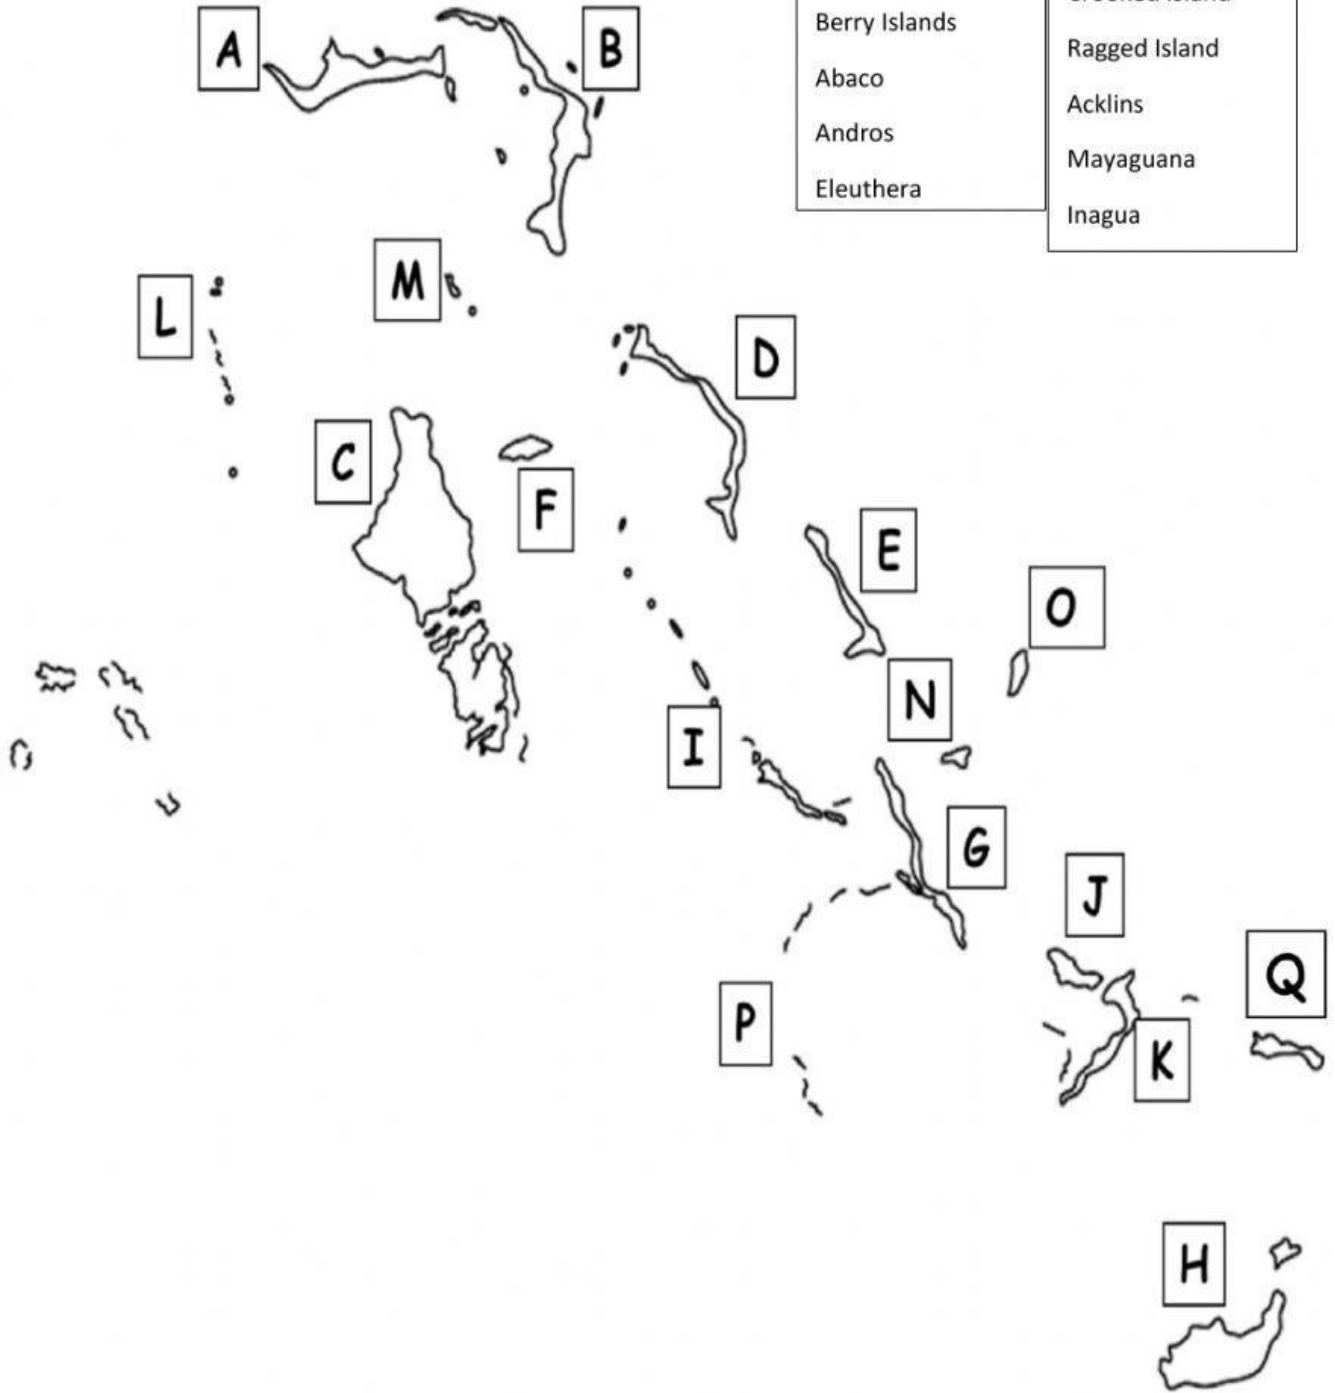 A
B
Berry Islands
Abaco
Andros
Eleuthera
Ragged Island
Acklins
Mayaguana
Inagua
M
L
D
C
F
E
O
N
I
G
J
Q
P
K
H